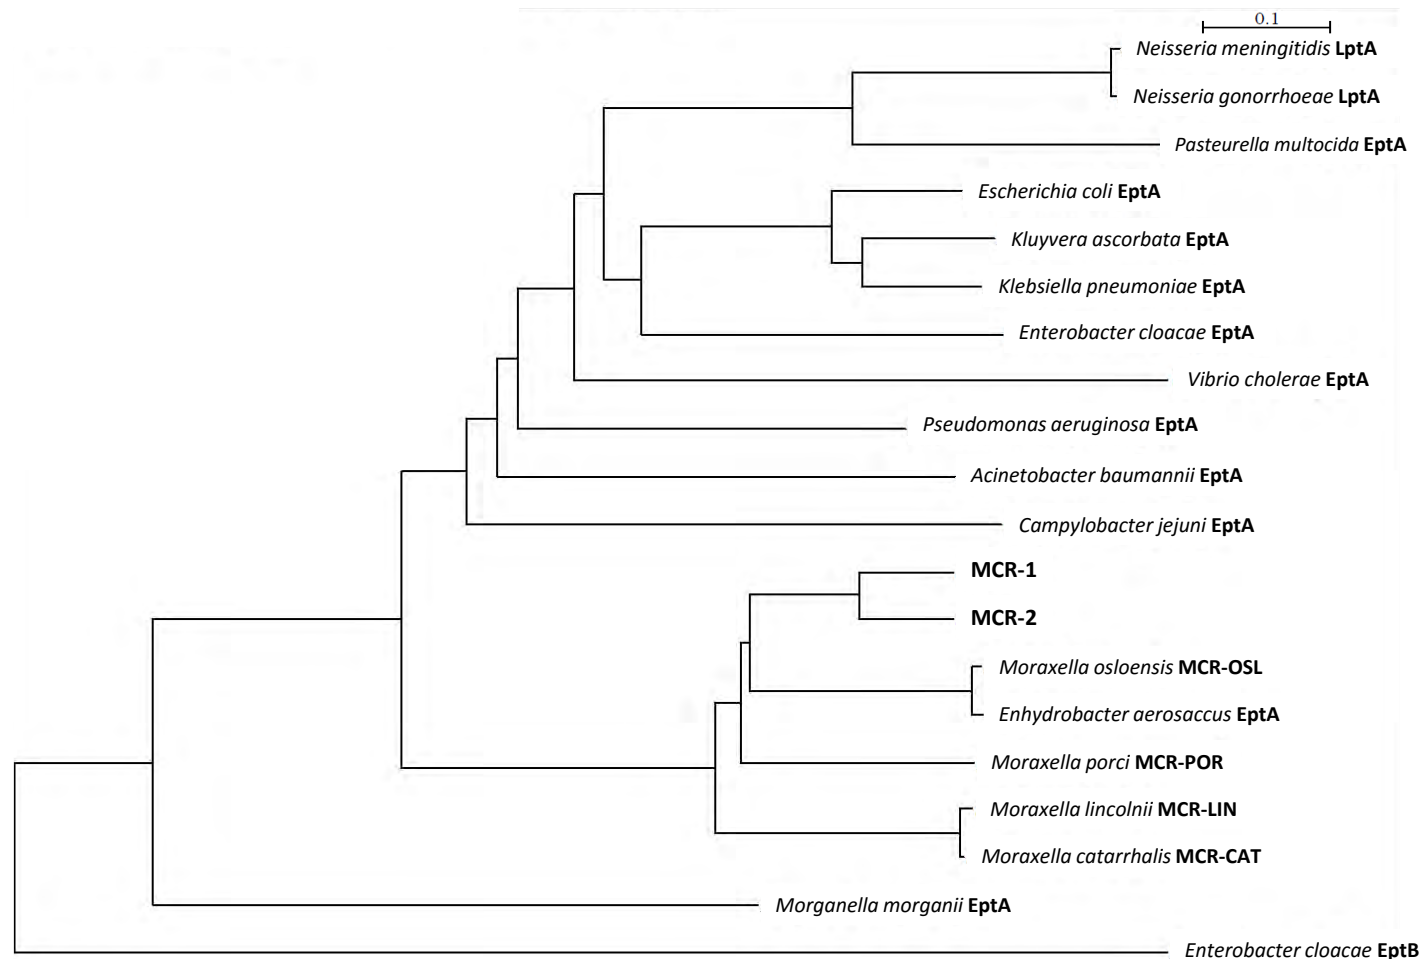 0.1
Neisseria meningitidis LptA
Neisseria gonorrhoeae LptA
Pasteurella multocida EptA
Escherichia coli EptA
Kluyvera ascorbata EptA
Klebsiella pneumoniae EptA
Enterobacter cloacae EptA
Vibrio cholerae EptA
Pseudomonas aeruginosa EptA
Acinetobacter baumannii EptA
Campylobacter jejuni EptA
MCR-1
MCR-2
Moraxella osloensis MCR-OSL
Enhydrobacter aerosaccus EptA
Moraxella porci MCR-POR
Moraxella lincolnii MCR-LIN
Moraxella catarrhalis MCR-CAT
Morganella morganii EptA
Enterobacter cloacae EptB